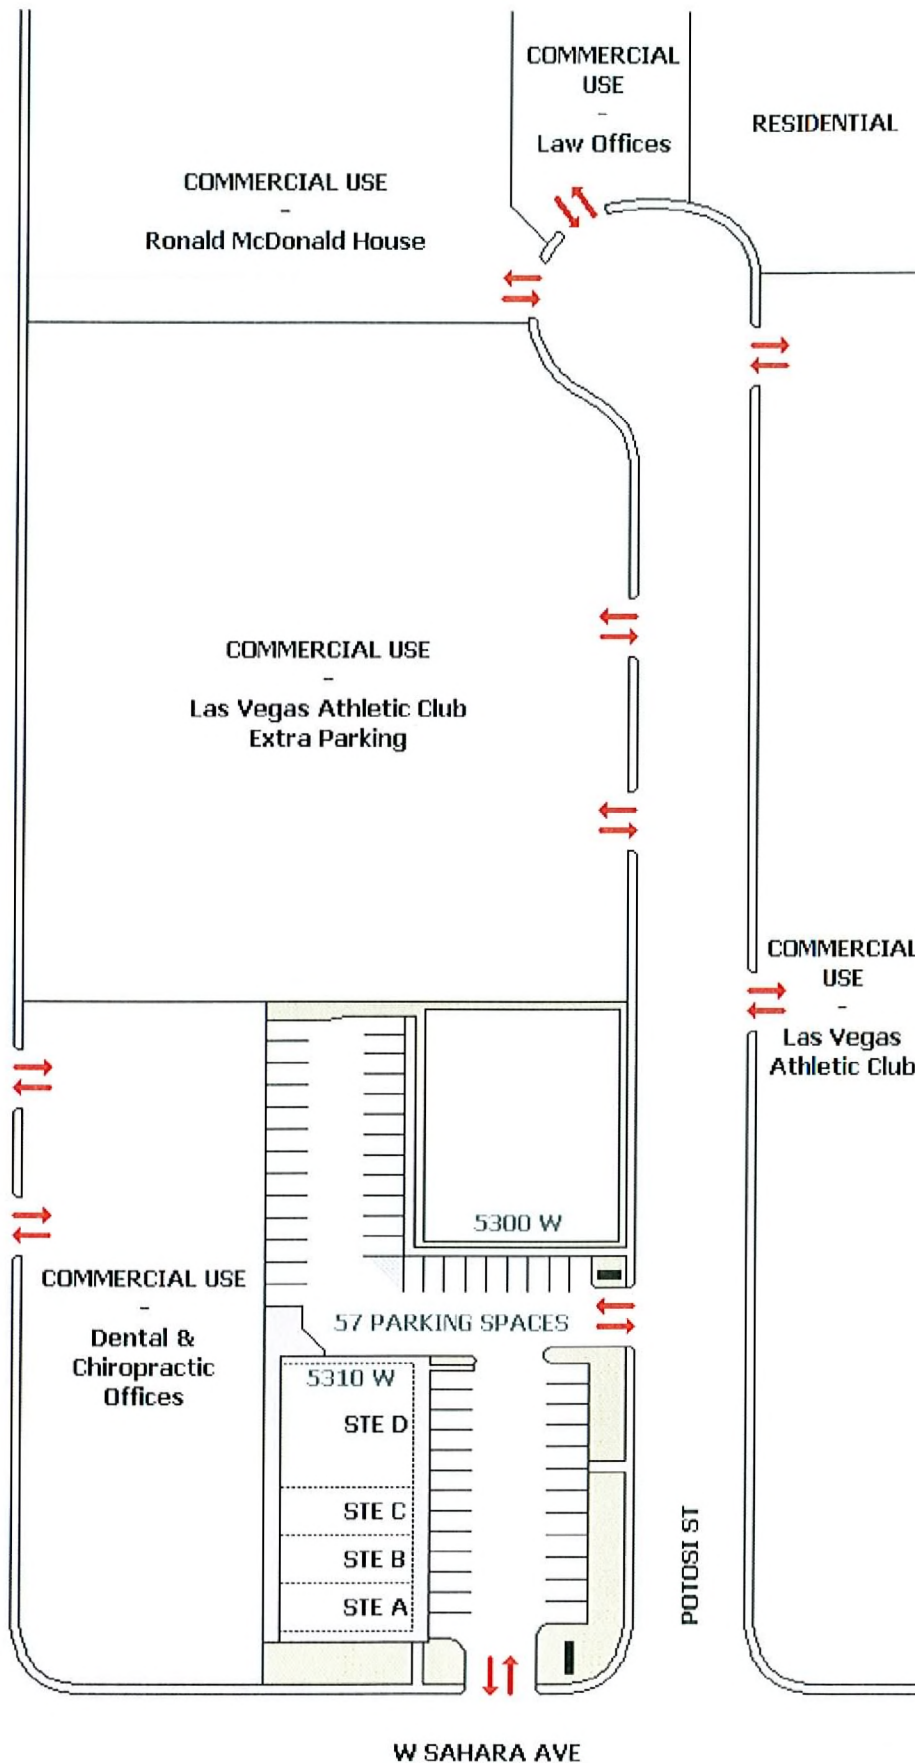 COMMERCIAL
USE
-
Law Offices
RESIDENTIAL
COMMERCIAL USE
-
Ronald McDonald House
COMMERCIAL USE
-
Las Vegas Athletic Club
Extra Parking
COMMERCIAL
USE
-
Las Vegas
Athletic Club
5300 W
COMMERCIAL USE
-
Dental &
Chiropractic
Offices
57 PARKING SPACES
5310 W
STE D
STE C
STE B
STE A
POTOSI ST
W SAHARA AVE